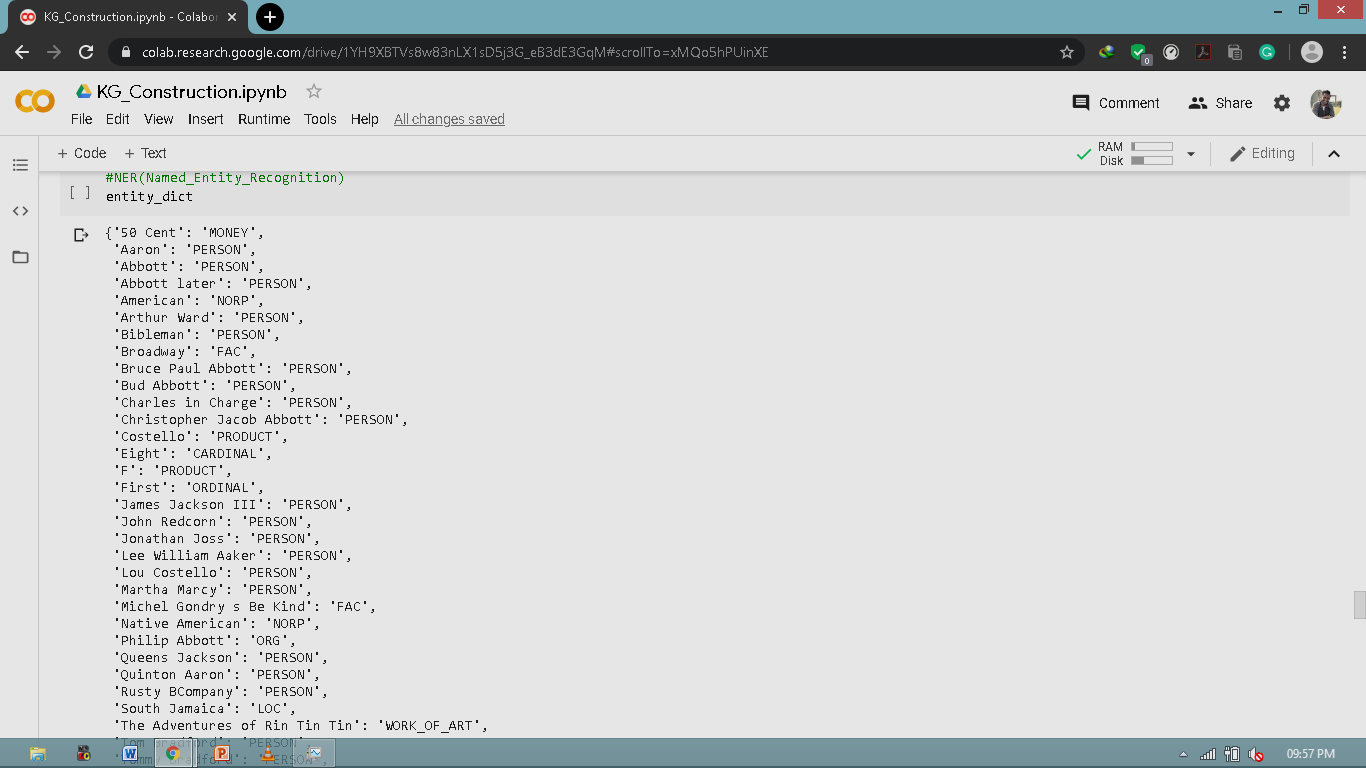 KG_Construction.ipynb - Colabor
colab.research.google.com/drive/1YH9XBTVs8w83nLX1sD5j3G_eB3dE3GqM#scrollTo=xMQo5hPUinXE
0
KG_Construction.ipynb
Comment Share
File Edit View Insert Runtime Tools Help All changes saved
+ Code + Text
RAM
Disk
Editing
#NER(Named_Entity_Recognition)
[ ] entity_dict
{'50 Cent': 'MONEY',
'Aaron': 'PERSON',
'Abbott': 'PERSON',
'Abbott later': 'PERSON',
'American': 'NORP',
'Arthur Ward': 'PERSON',
'Bibleman': 'PERSON',
'Broadway': 'FAC',
'Bruce Paul Abbott': 'PERSON',
'Bud Abbott': 'PERSON',
'Charles in Charge': 'PERSON',
'Christopher Jacob Abbott': 'PERSON',
'Costello': 'PRODUCT',
'Eight': 'CARDINAL',
'F': 'PRODUCT',
'First': 'ORDINAL',
'James Jackson III': 'PERSON',
'John Redcorn': 'PERSON',
'Jonathan Joss': 'PERSON',
'Lee William Aaker': 'PERSON',
'Lou Costello': 'PERSON',
'Martha Marcy': 'PERSON',
'Michel Gondry s Be Kind': 'FAC',
'Native American': 'NORP',
'Philip Abbott': 'ORG',
'Queens Jackson': 'PERSON',
'Quinton Aaron': 'PERSON',
'Rusty BCompany': 'PERSON',
'South Jamaica': 'LOC',
'The Adventures of Rin Tin Tin': 'WORK_OF_ART',
'Tom Bradford': 'PERSON',
'Tommy Bradford': 'PERSON',
09:57 PM